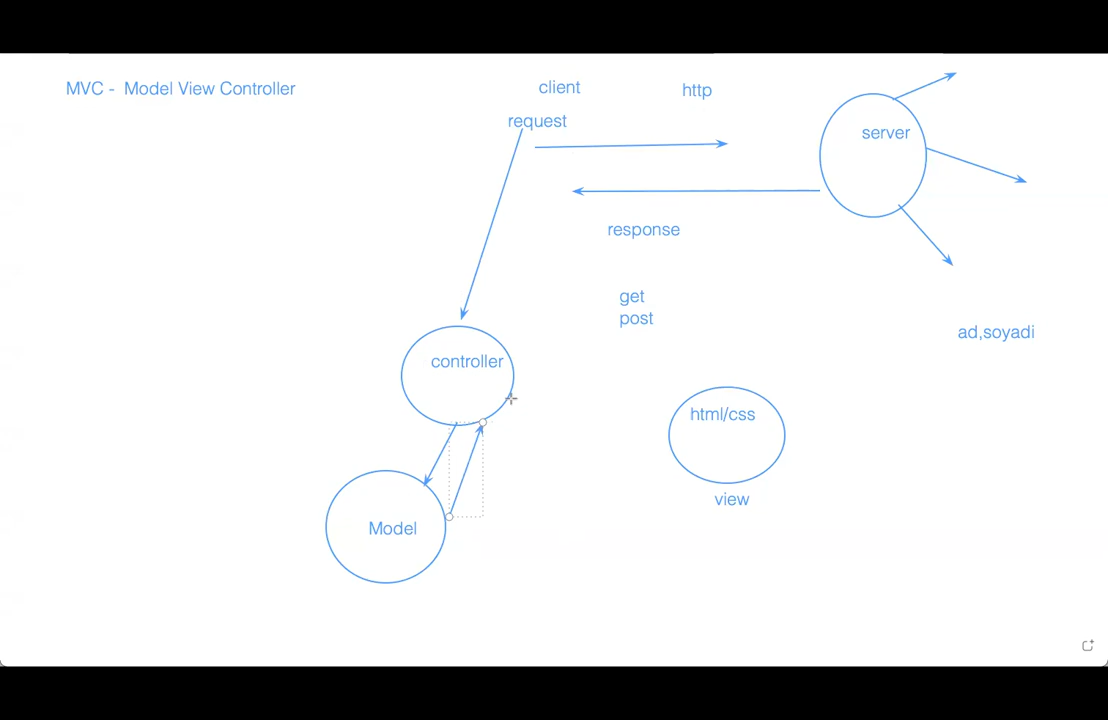 MVC -  Model View Controller
client
http
request
server
response
get
post
ad,soyadi
controller
html/css
view
Model